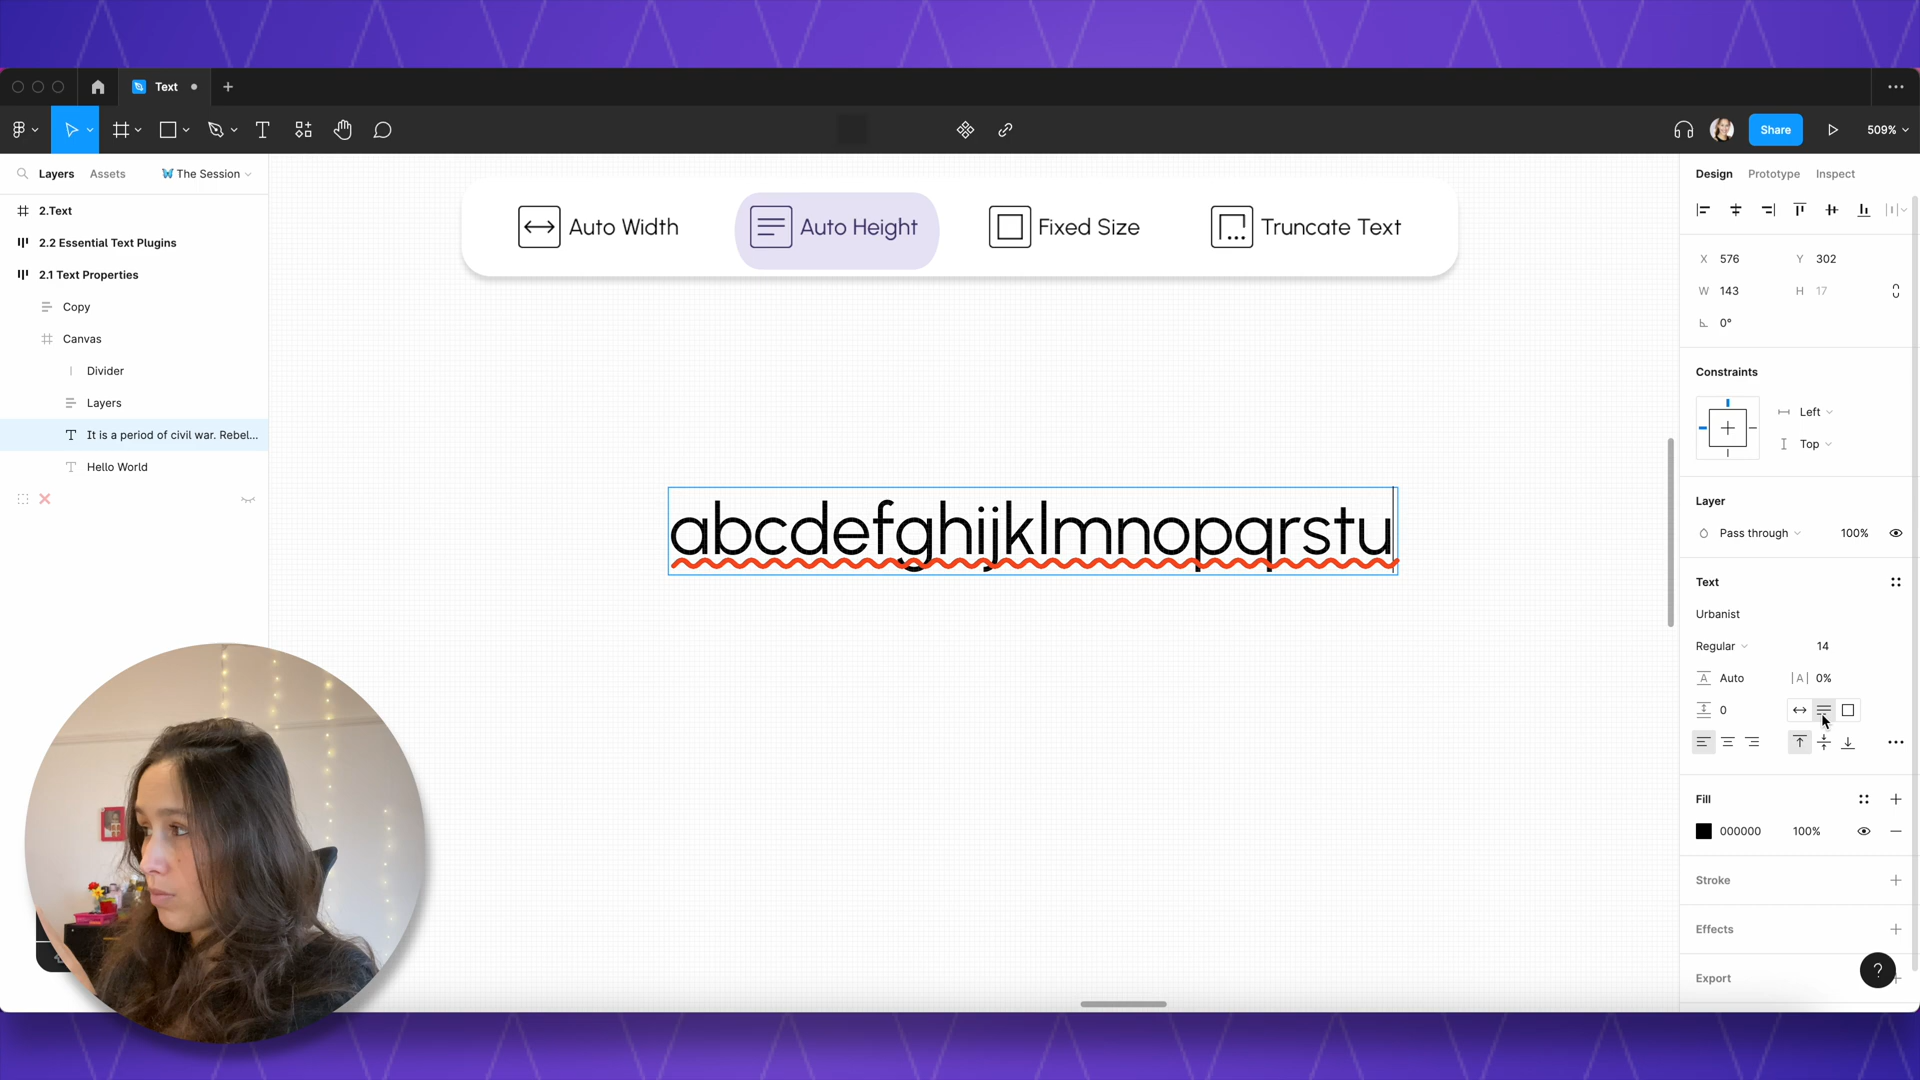 Text
Share
509%
Layers
Assets
The Session
2.Text
2.2 Essential Text Plugins
2.1 Text Properties
Copy
Canvas
Divider
Layers
It is a period of civil war. Rebel...
Hello World
Auto Width
Auto Height
Fixed Size
Truncate Text
abcdefghijklmnopqrstu
Design
Prototype
Inspect
X 576
Y 302
W 143
H 17
0°
Constraints
Left
Top
Layer
Pass through
100%
Text
Urbanist
Regular
14
Auto
|A| 0%
0
Fill
000000
100%
Stroke
Effects
Export
?